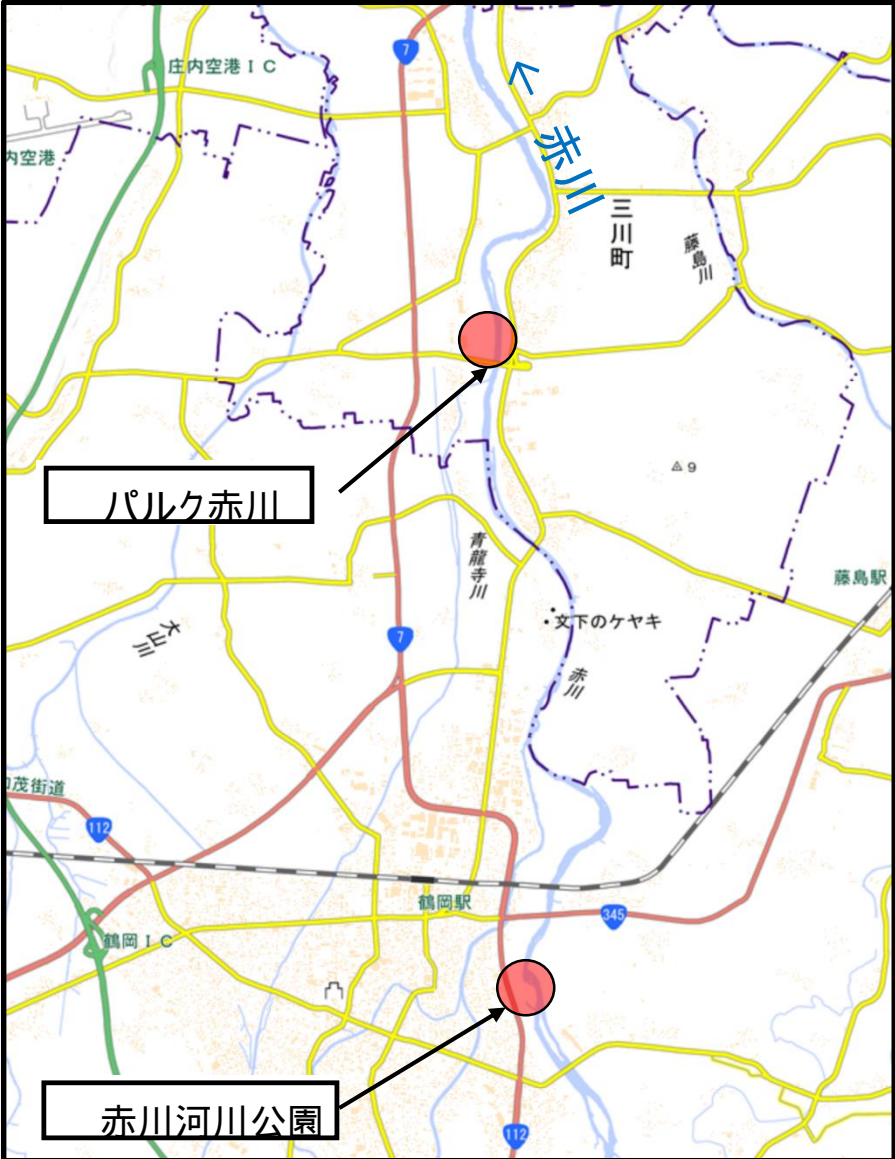 7
庄内空港IC
← 赤川
内空港
三川町
藤島川
パルク赤川
9
青龍寺川
藤島駅
文下のケヤキ
大山川
7
赤川
茂街道
112
鶴岡駅
345
鶴岡IC
赤川河川公園
112